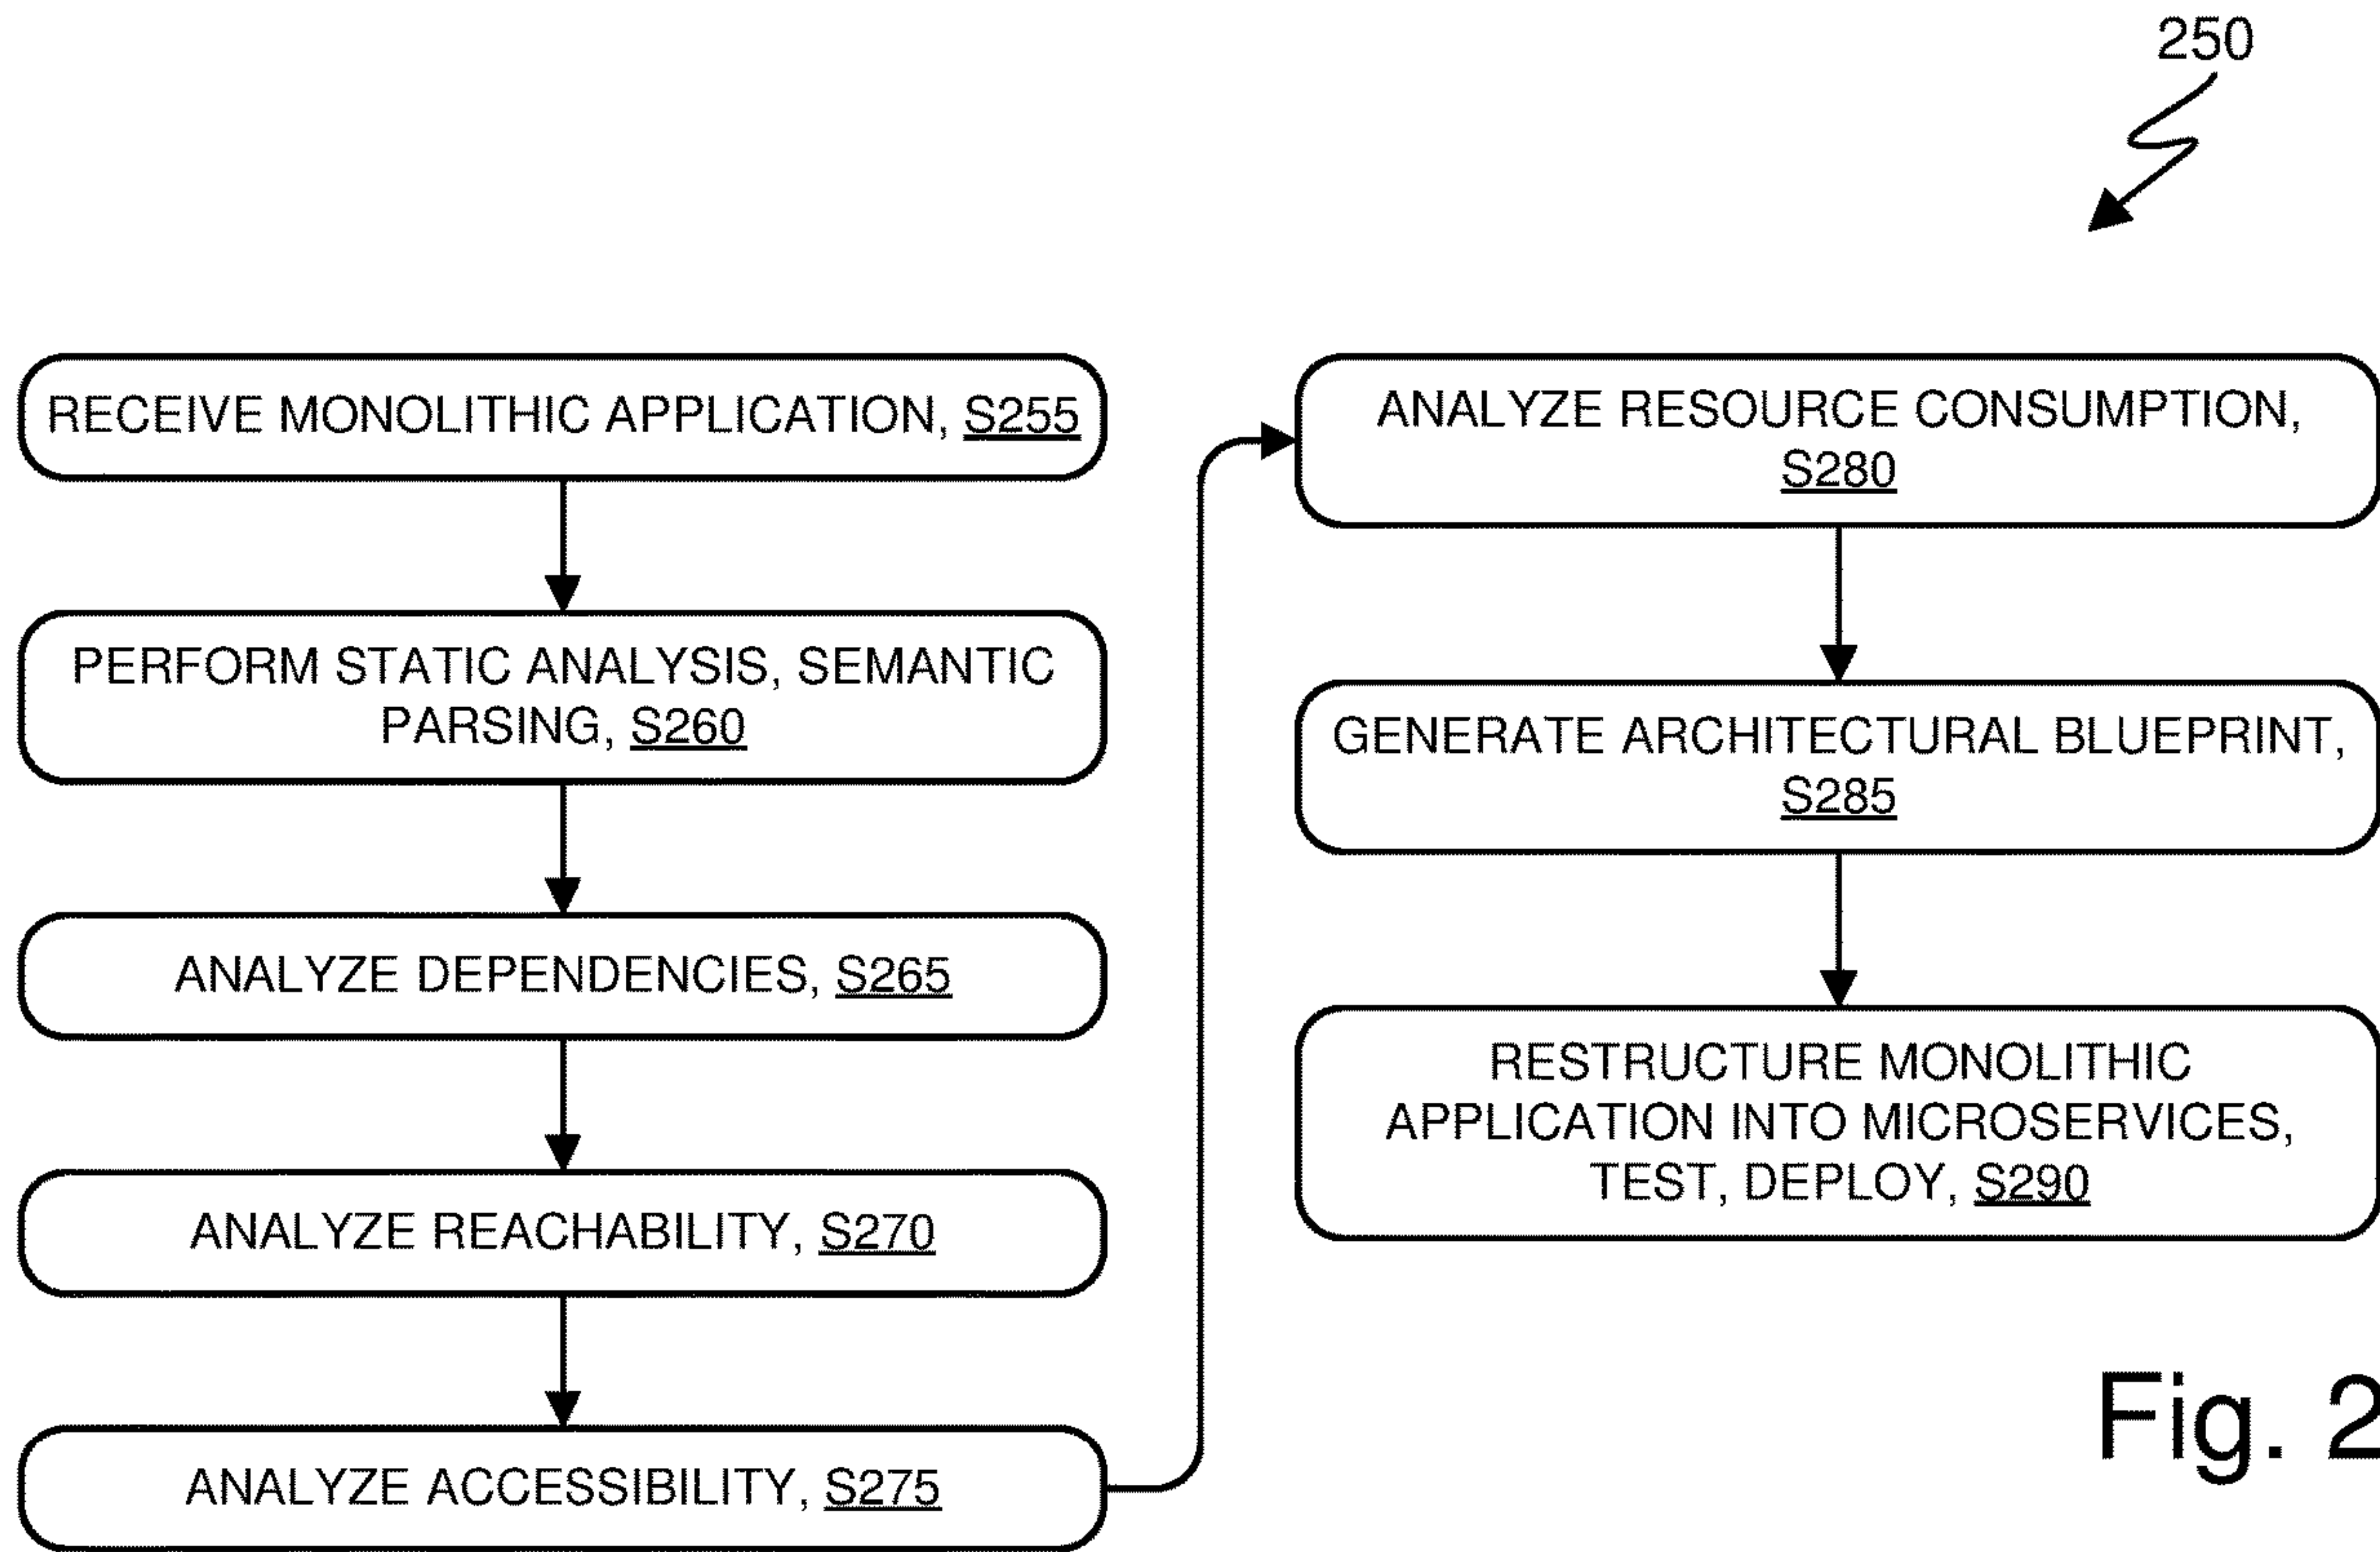 250
RECEIVE MONOLITHIC APPLICATION, S255
PERFORM STATIC ANALYSIS, SEMANTIC
PARSING, S260
ANALYZE DEPENDENCIES, S265
ANALYZE REACHABILITY, S270
ANALYZE ACCESSIBILITY, S275
ANALYZE RESOURCE CONSUMPTION,
S280
GENERATE ARCHITECTURAL BLUEPRINT,
S285
RESTRUCTURE MONOLITHIC
APPLICATION INTO MICROSERVICES,
TEST, DEPLOY, S290
Fig. 2